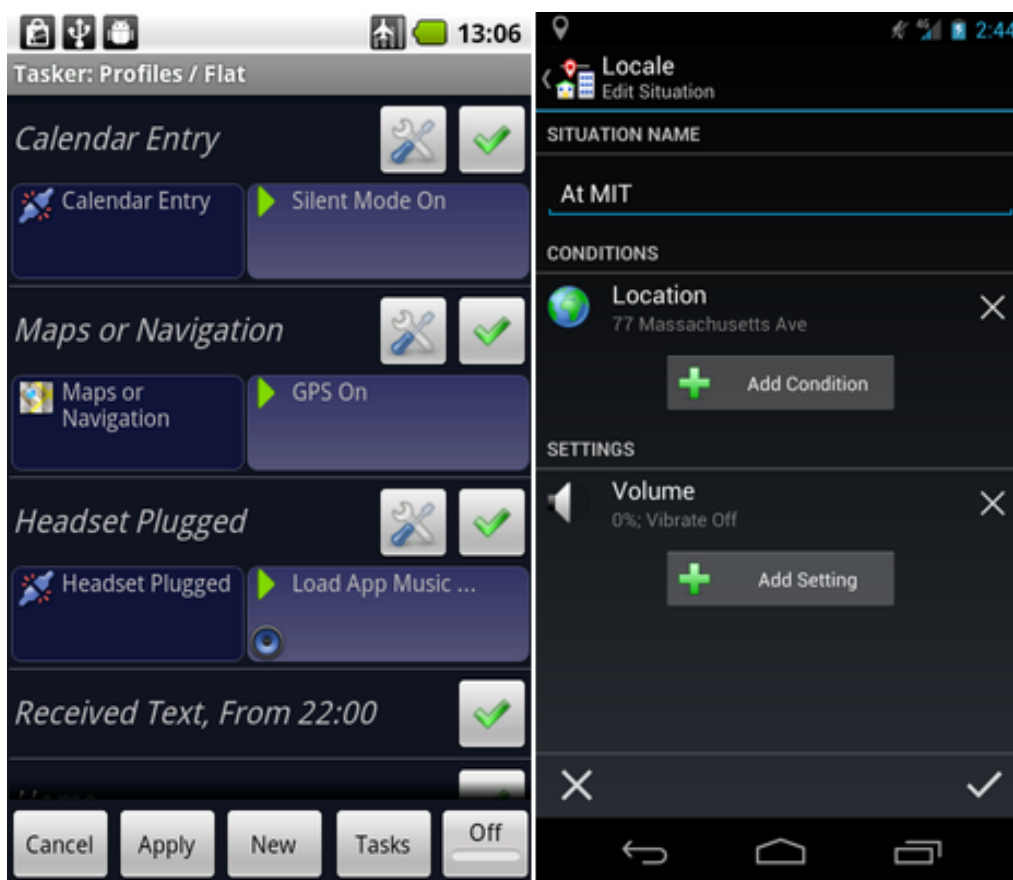 13:06
Tasker: Profiles / Flat
Calendar Entry
Calendar Entry
Silent Mode On
Maps or Navigation
Maps or
Navigation
GPS On
Headset Plugged
Headset Plugged
Load App Music ...
Received Text, From 22:00
Home
Cancel
Apply
New
Tasks
Off
4G
2:44
Locale
Edit Situation
SITUATION NAME
At MIT
CONDITIONS
Location
77 Massachusetts Ave
Add Condition
SETTINGS
Volume
0%; Vibrate Off
Add Setting